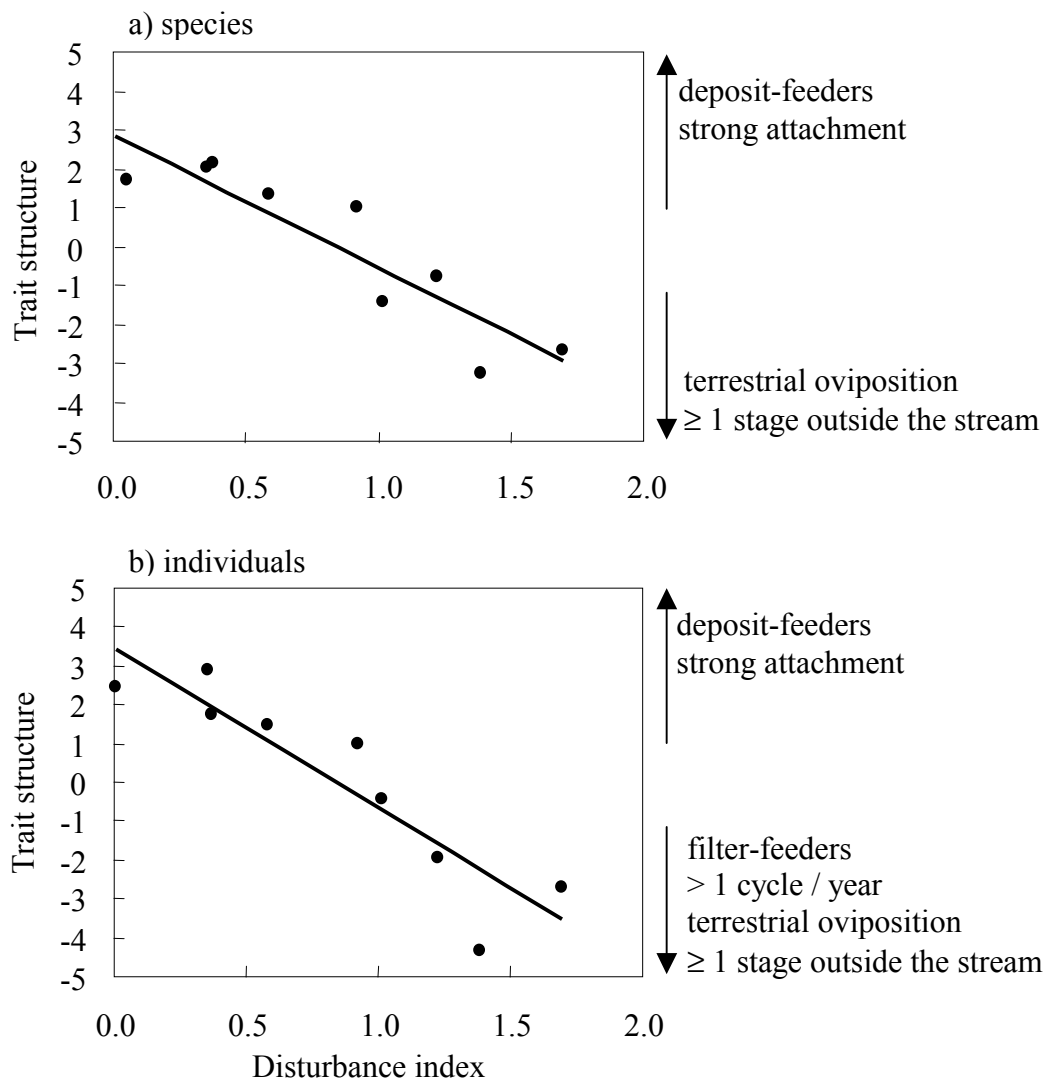 a) species
5
4
3
2
1
0
-1
-2
-3
-4
-5
Trait structure
0.0 0.5 1.0 1.5 2.0
deposit-feeders
strong attachment
terrestrial oviposition
≥ 1 stage outside the stream
b) individuals
5
4
3
2
1
0
-1
-2
-3
-4
-5
Trait structure
0.0 0.5 1.0 1.5 2.0
Disturbance index
deposit-feeders
strong attachment
filter-feeders
> 1 cycle / year
terrestrial oviposition
≥ 1 stage outside the stream